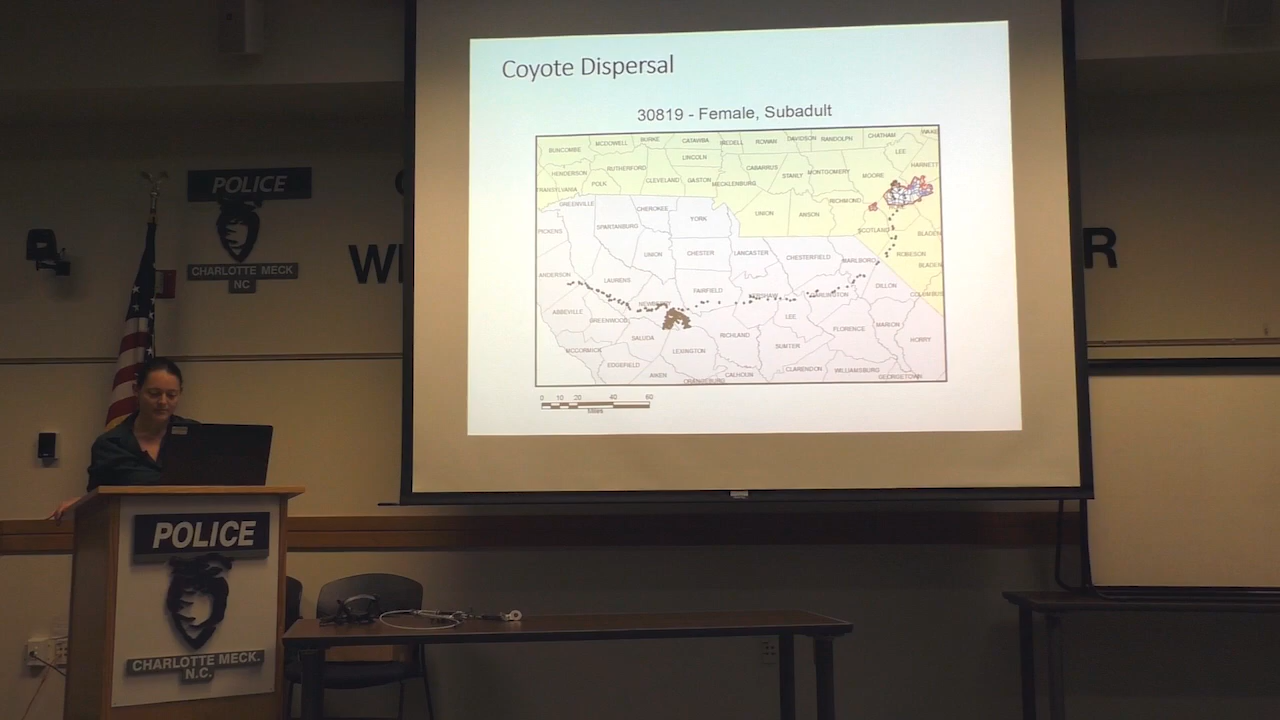 Coyote Dispersal
30819 - Female, Subadult
BUNCOMBE
MCDOWELL
BURKE
CATAWBA
IREDELL
ROWAN
DAVIDSON
RANDOLPH
CHATHAM
WAKE
HENDERSON
RUTHERFORD
LINCOLN
CABARRUS
STANLY
MONTGOMERY
MOORE
LEE
HARNETT
TRANSYLVANIA
POLK
CLEVELAND
GASTON
MECKLENBURG
GREENVILLE
CHEROKEE
YORK
UNION
ANSON
RICHMOND
SCOTLAND
BLADEN
PICKENS
SPARTANBURG
UNION
CHESTER
LANCASTER
CHESTERFIELD
MARLBORO
ROBESON
BLADEN
ANDERSON
LAURENS
FAIRFIELD
KERSHAW
DARLINGTON
DILLON
COLUMBUS
ABBEVILLE
GREENWOOD
NEWBERRY
LEE
FLORENCE
MARION
HORRY
SALUDA
RICHLAND
MCCORMICK
EDGEFIELD
LEXINGTON
SUMTER
AIKEN
ORANGEBURG
CALHOUN
CLARENDON
WILLIAMSBURG
GEORGETOWN
0 10 20 40 60
Miles
POLICE
CHARLOTTE MECK
NC
POLICE
CHARLOTTE MECK.
N.C.